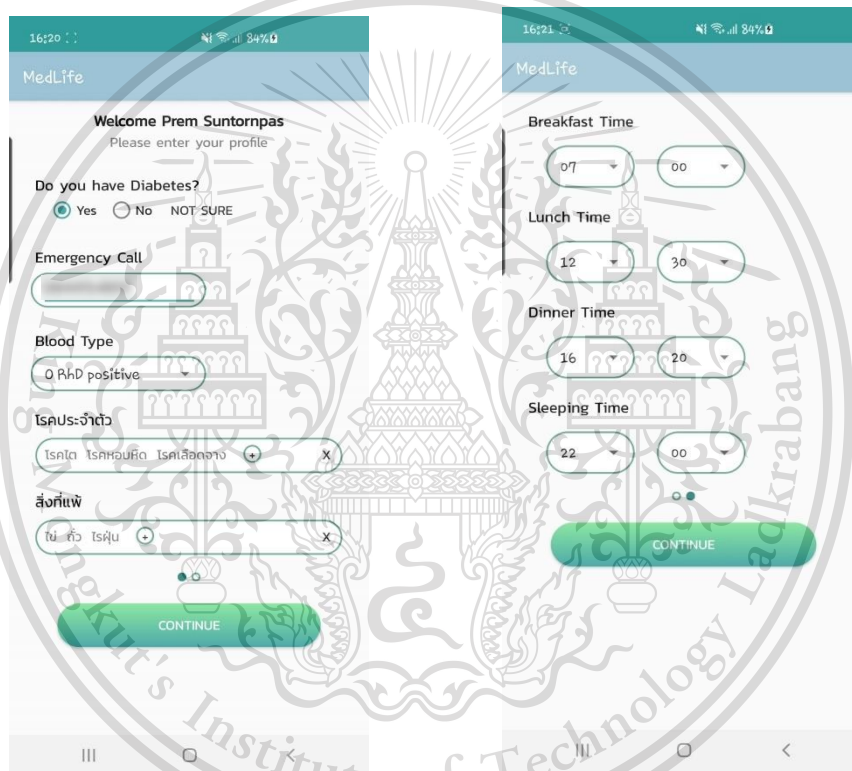 16:20
84%
MedLife
Welcome Prem Suntornpas
Please enter your profile
Do you have Diabetes?
Yes No NOT SURE
Emergency Call
Blood Type
O RhD positive
โรคประจำตัว
โรคไต โรคหอบหืด โรคเลือดจาง + X
สิ่งที่แพ้
ไข่ ถั่ว ไรฝุ่น + X
CONTINUE
16:21
84%
MedLife
Breakfast Time
07 00
Lunch Time
12 30
Dinner Time
16 20
Sleeping Time
22 00
CONTINUE
King Mongkut's Institute of Technology Ladkrabang